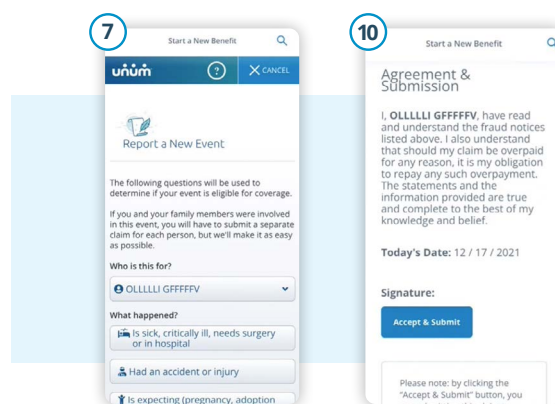 7
Start a New Benefit
unum
?
X CANCEL
Report a New Event
The following questions will be used to
determine if your event is eligible for coverage.
If you and your family members were involved
in this event, you will have to submit a separate
claim for each person, but we'll make it as easy
as possible.
Who is this for?
OLLLLLI GFFFFFV
What happened?
Is sick, critically ill, needs surgery
or in hospital
Had an accident or injury
Is expecting (pregnancy, adoption
10
Start a New Benefit
Agreement &
Submission
I, OLLLLLI GFFFFFV, have read
and understand the fraud notices
listed above. I also understand
that should my claim be overpaid
for any reason, it is my obligation
to repay any such overpayment.
The statements and the
information provided are true
and complete to the best of my
knowledge and belief.
Today's Date: 12 / 17 / 2021
Signature:
Accept & Submit
Please note: by clicking the
"Accept & Submit" button, you